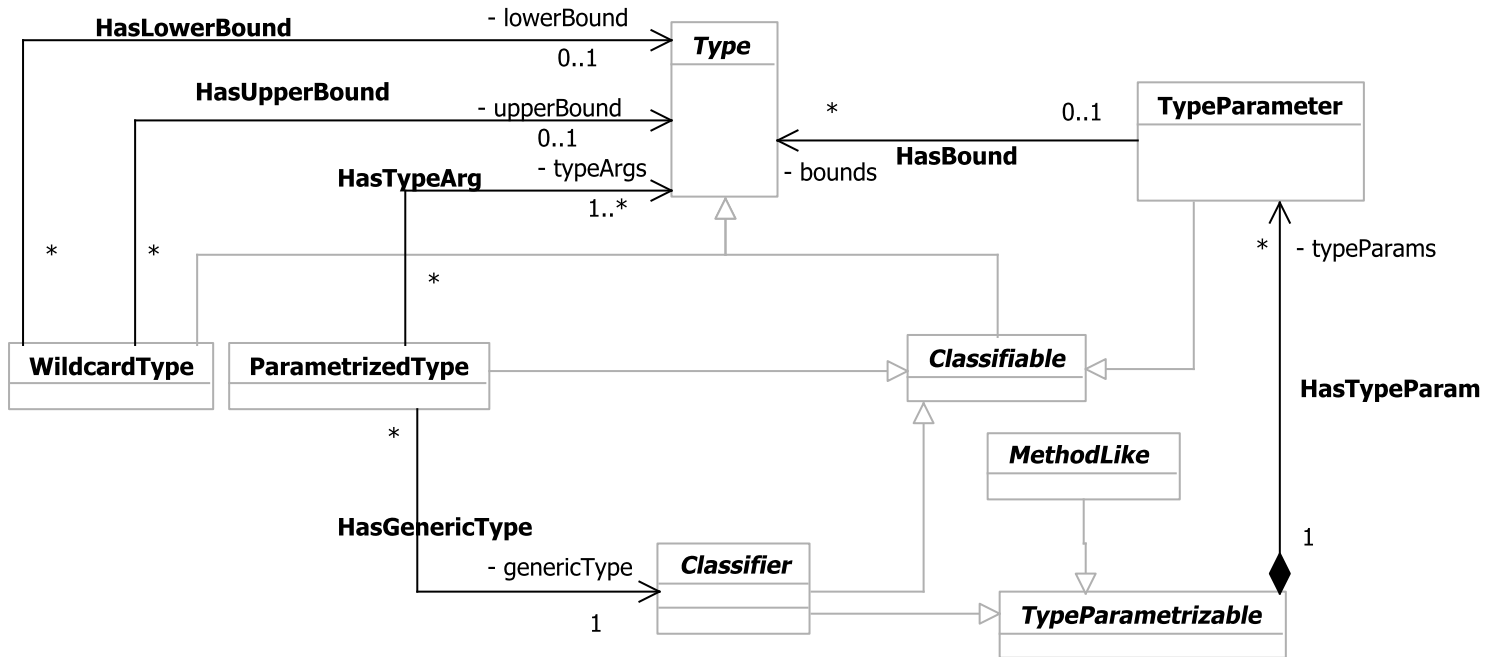 - lowerBound
HasLowerBound
0..1
Type
HasUpperBound
- upperBound
0..1
*
0..1
TypeParameter
HasBound
- bounds
HasTypeArg
- typeArgs
1..*
*
*
*
* - typeParams
WildcardType
ParametrizedType
Classifiable
HasTypeParam
*
MethodLike
HasGenericType
- genericType
1
Classifier
1
TypeParametrizable